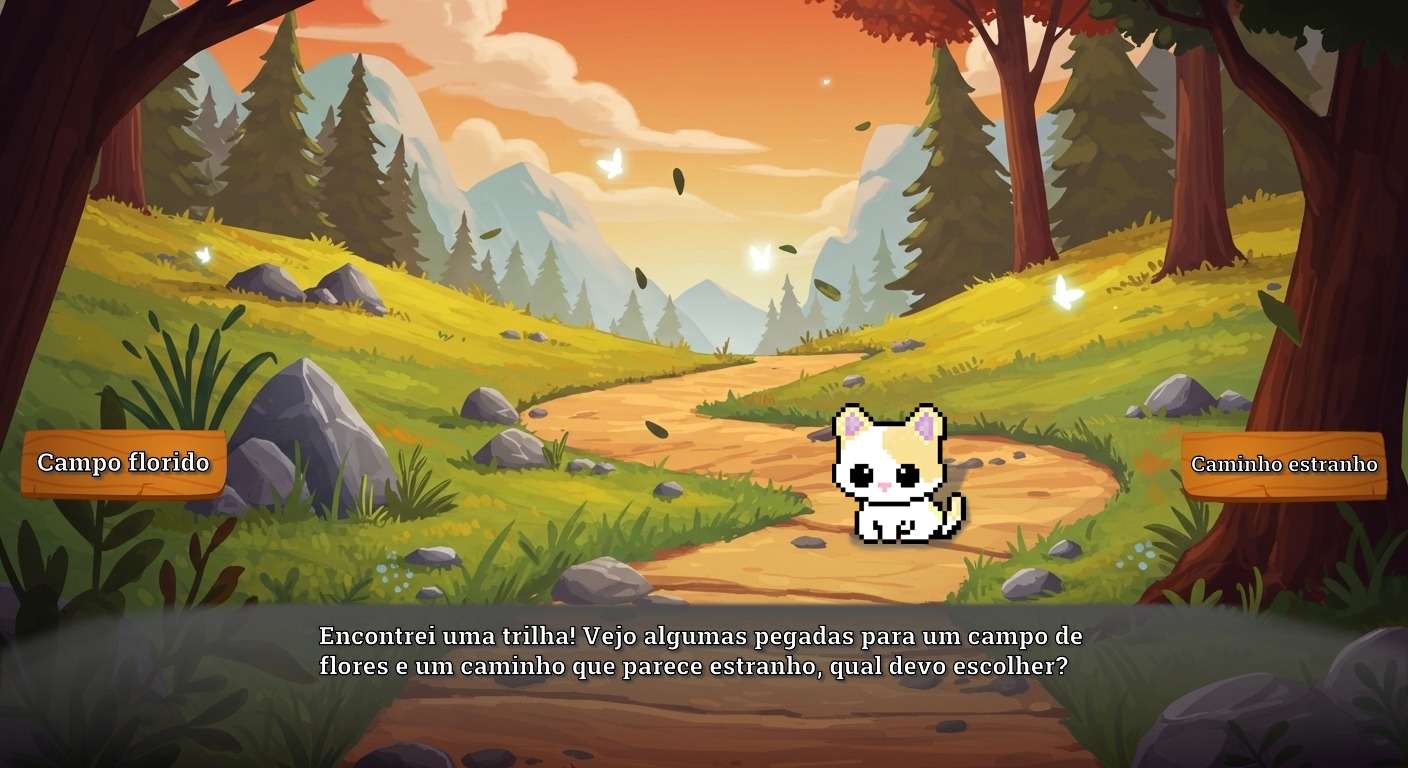 Campo florido
Caminho estranho
Encontrei uma trilha! Vejo algumas pegadas para um campo de
flores e um caminho que parece estranho, qual devo escolher?